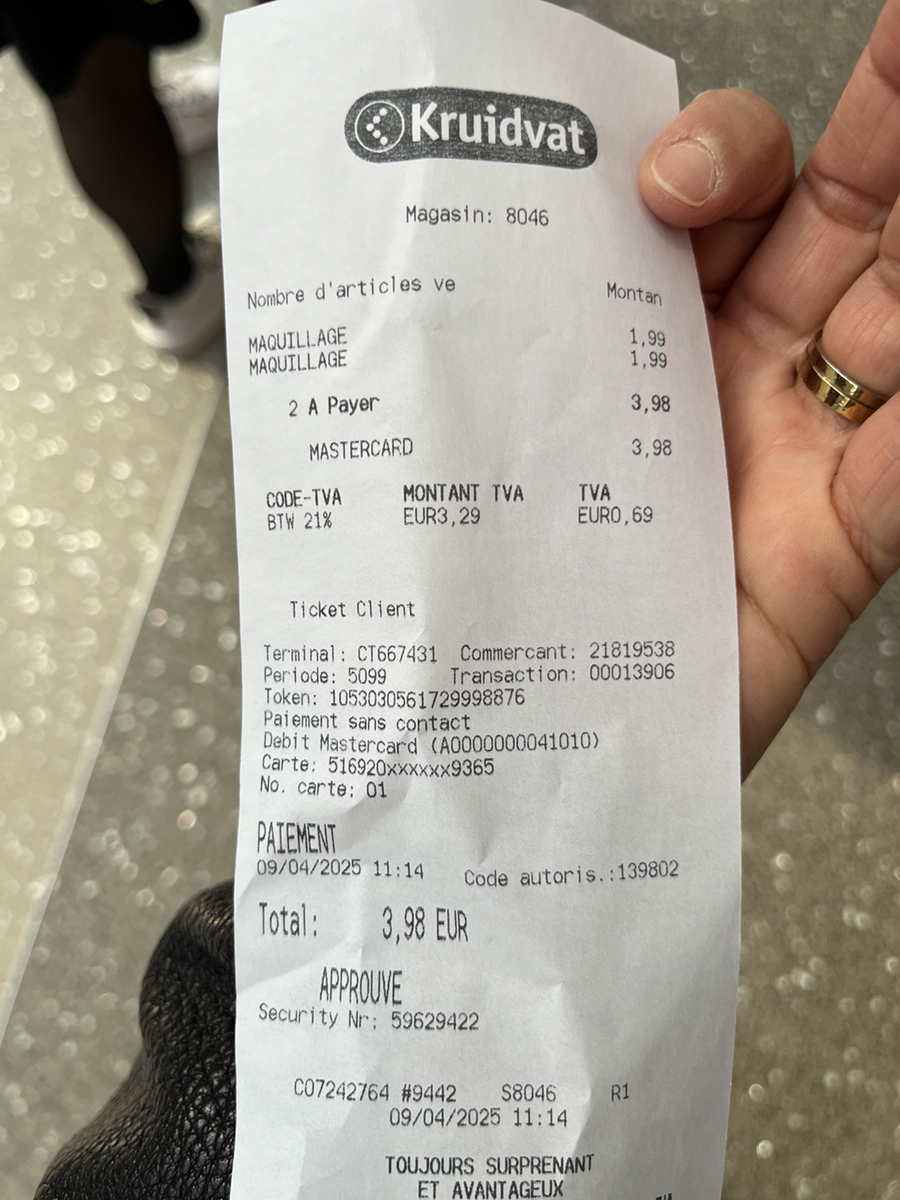 Kruidvat
Magasin: 8046
Nombre d'articles ve Montan
MAQUILLAGE 1,99
MAQUILLAGE 1,99
2 A Payer 3,98
MASTERCARD 3,98
CODE-TVA MONTANT TVA TVA
BTW 21% EUR3,29 EUR0,69
Ticket Client
Terminal: CT667431 Commercant: 21819538
Periode: 5099 Transaction: 00013906
Token: 1053030561729998876
Paiement sans contact
Debit Mastercard (A0000000041010)
Carte: 516920xxxxxx9365
No. carte: 01
PAIEMENT
09/04/2025 11:14 Code autoris.:139802
Total: 3,98 EUR
APPROUVE
Security Nr: 59629422
C07242764 #9442 S8046 R1
09/04/2025 11:14
TOUJOURS SURPRENANT
ET AVANTAGEUX